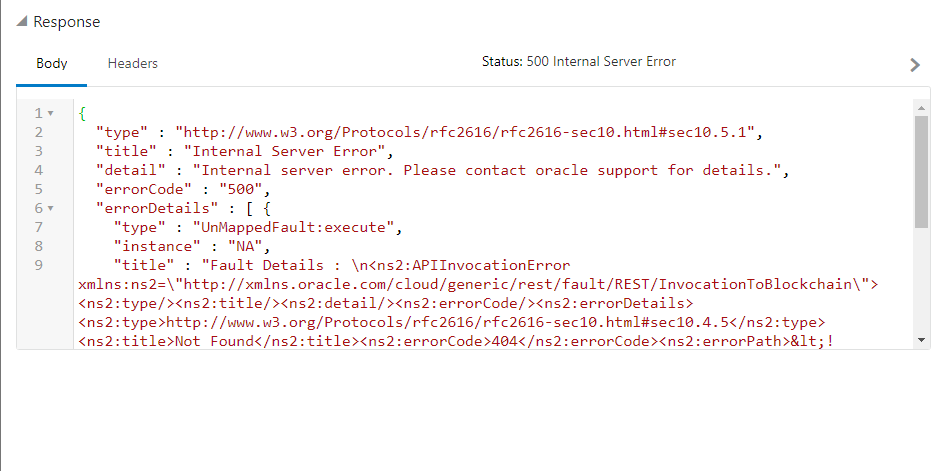 Response
Body Headers Status: 500 Internal Server Error
1 {
2 "type" : "http://www.w3.org/Protocols/rfc2616/rfc2616-sec10.html#sec10.5.1",
3 "title" : "Internal Server Error",
4 "detail" : "Internal server error. Please contact oracle support for details.",
5 "errorCode" : "500",
6 "errorDetails" : [ {
7 "type" : "UnMappedFault:execute",
8 "instance" : "NA",
9 "title" : "Fault Details : \n<ns2:APIInvocationError
xmlns:ns2=\"http://xmlns.oracle.com/cloud/generic/rest/fault/REST/InvocationToBlockchain\">
<ns2:type/><ns2:title/><ns2:detail/><ns2:errorCode/><ns2:errorDetails>
<ns2:type>http://www.w3.org/Protocols/rfc2616/rfc2616-sec10.html#sec10.4.5</ns2:type>
<ns2:title>Not Found</ns2:title><ns2:errorCode>404</ns2:errorCode><ns2:errorPath>&lt;!